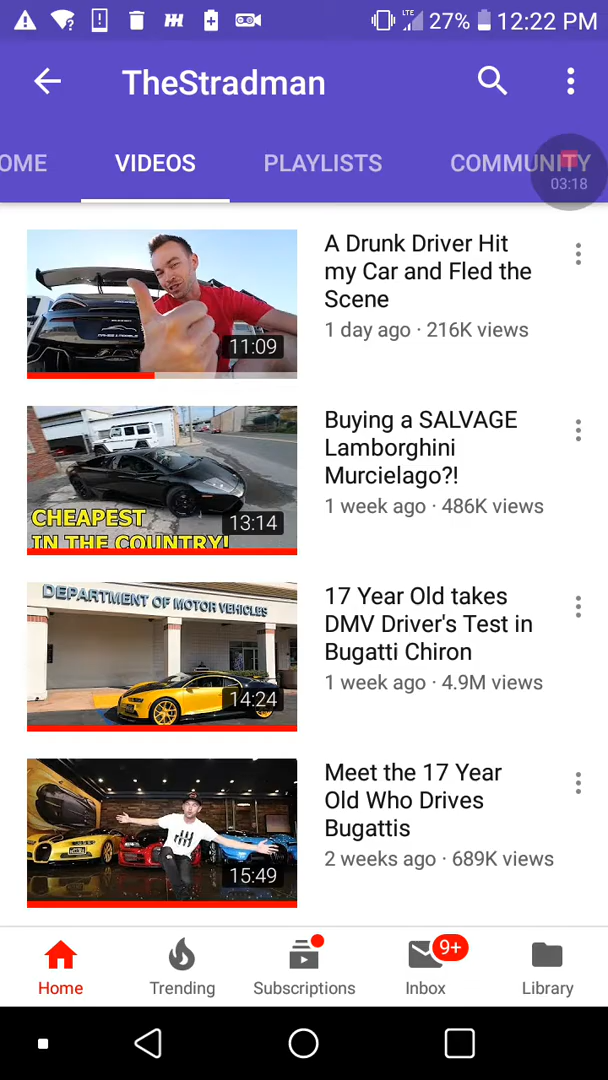 LTE 27% 12:22 PM
TheStradman
OME VIDEOS PLAYLISTS COMMUNITY
03:18
A Drunk Driver Hit
my Car and Fled the
Scene
1 day ago · 216K views
11:09
Buying a SALVAGE
Lamborghini
Murcielago?!
1 week ago · 486K views
CHEAPEST
IN THE COUNTRY!
13:14
17 Year Old takes
DMV Driver's Test in
Bugatti Chiron
1 week ago · 4.9M views
DEPARTMENT OF MOTOR VEHICLES
14:24
Meet the 17 Year
Old Who Drives
Bugattis
2 weeks ago · 689K views
15:49
9+
Home Trending Subscriptions Inbox Library